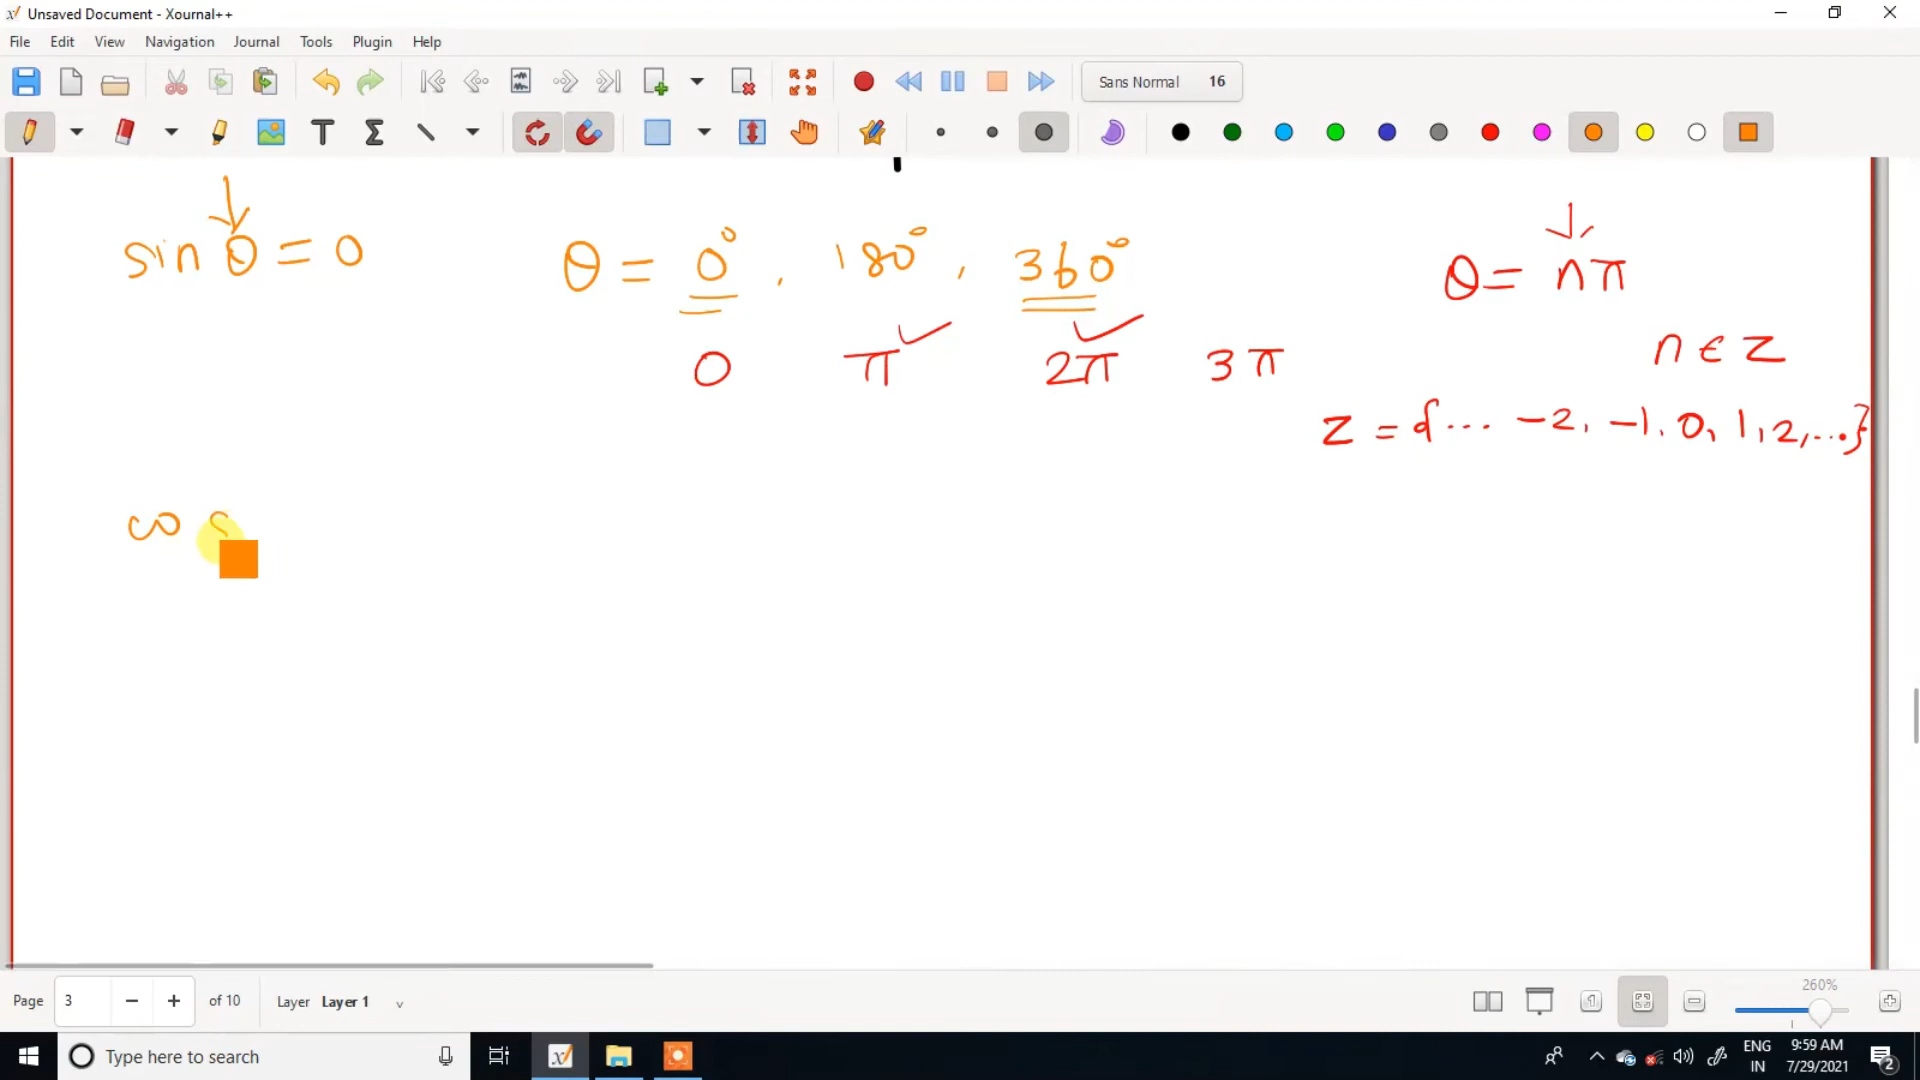 Unsaved Document - Xournal++
File Edit View Navigation Journal Tools Plugin Help
Sans Normal 16
sin θ = 0
θ = 0°, 180°, 360°
θ = nπ
0 π 2π 3π
n ∈ Z
Z = {... -2, -1, 0, 1, 2, ...}
cos
260%
Page 3 of 10 Layer Layer 1
Type here to search
ENG
IN
9:59 AM
7/29/2021
2